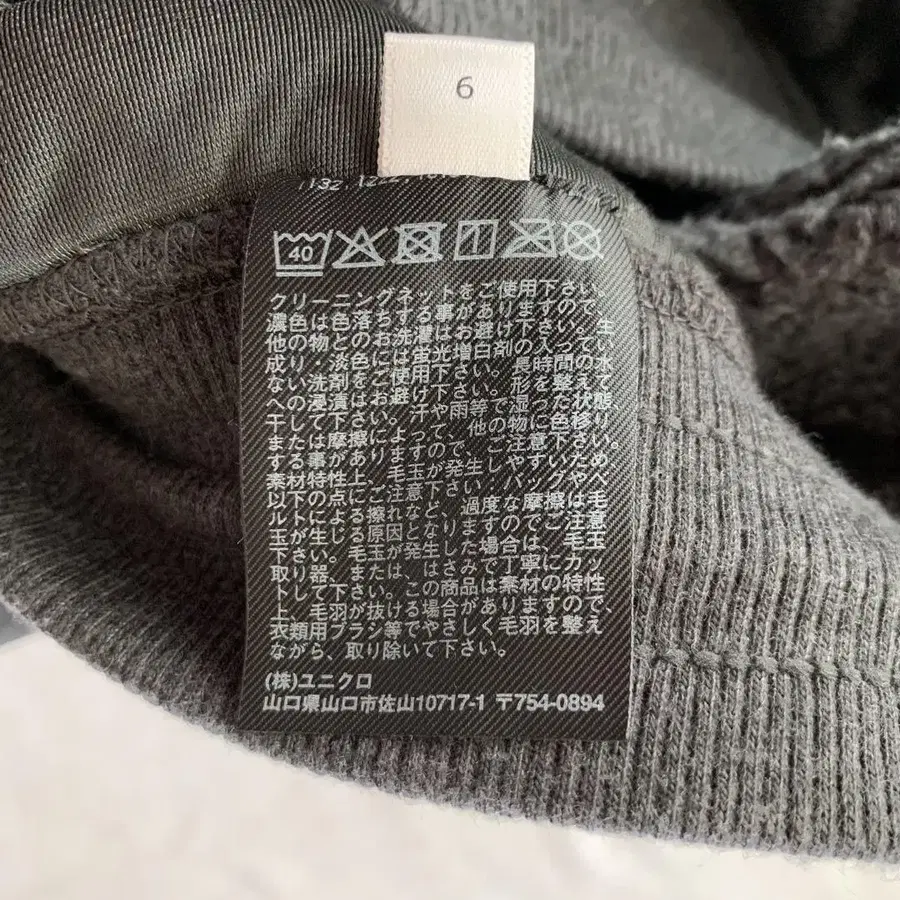 6
40
クリーニングネットをご使用下さい。
濃色は色落ちする事がありますので、
他の物とのお洗濯はお避け下さい。生
成り・淡色には蛍光増白剤の入ってい
ない洗剤をご使用下さい。長時間水
への浸漬はお避け下さい。形を整えて
干して下さい。汗や雨等で湿った状態
または摩擦によって、他の物に色移り
する事がありますので、ご注意下さい。
素材特性上、毛玉が発生しやすいため
以下の点にご注意下さい。バッグやベ
ルトによる擦れなど、過度な摩擦は毛
玉が生じる原因となりますのでご注意
下さい。毛玉が発生した場合は、毛玉
取り器、または、はさみで丁寧にカッ
トして下さい。この商品は素材の特性
上、毛羽が抜ける場合がありますので、
衣類用ブラシ等でやさしく毛羽を整え
ながら、取り除いて下さい。
(株)ユニクロ
山口県山口市佐山10717-1 〒754-0894